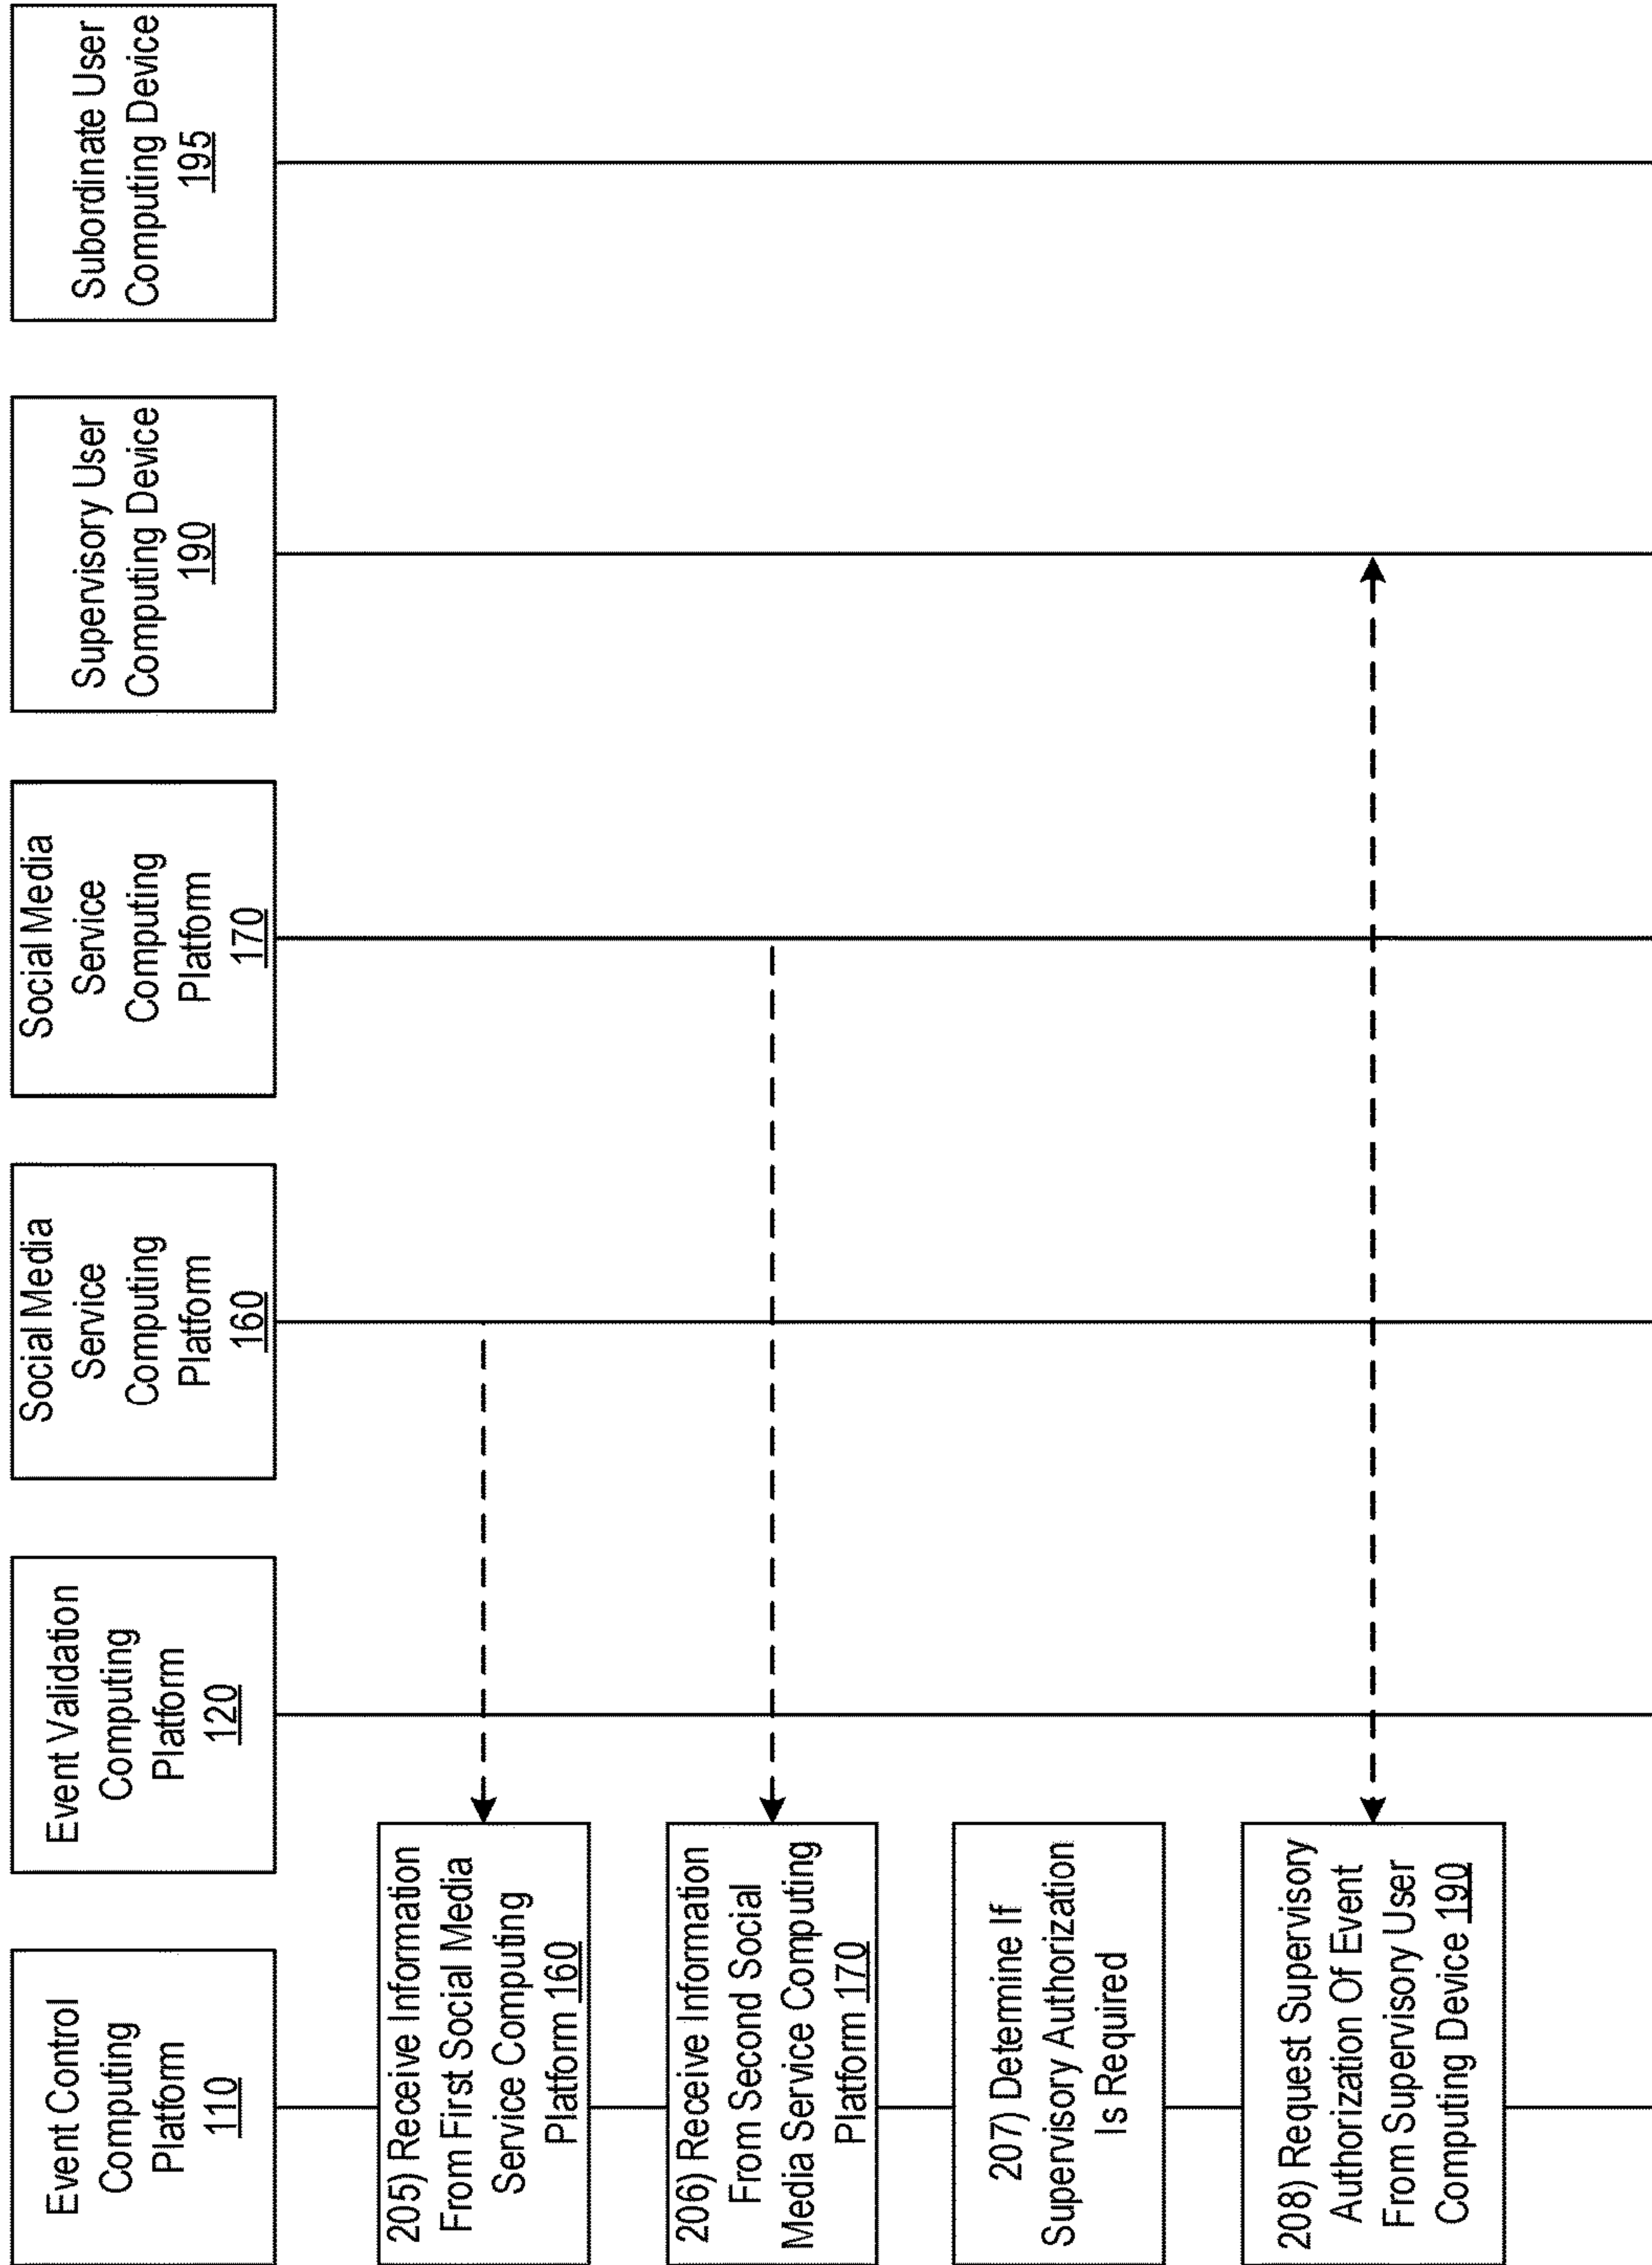 Event Control
Computing
Platform
110
Event Validation
Computing
Platform
120
Social Media
Service
Computing
Platform
160
Social Media
Service
Computing
Platform
170
Supervisory User
Computing Device
190
Subordinate User
Computing Device
195
205) Receive Information
From First Social Media
Service Computing
Platform 160
206) Receive Information
From Second Social
Media Service Computing
Platform 170
207) Determine If
Supervisory Authorization
Is Required
208) Request Supervisory
Authorization Of Event
From Supervisory User
Computing Device 190